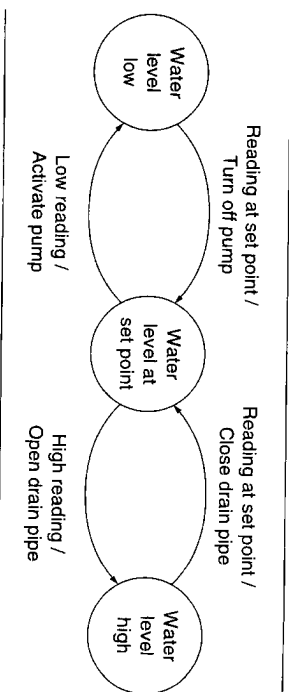 Reading at set point /
Turn off pump
Reading at set point /
Close drain pipe
Water
level
low
Water
level at
set point
Water
level
high
Low reading /
Activate pump
High reading /
Open drain pipe